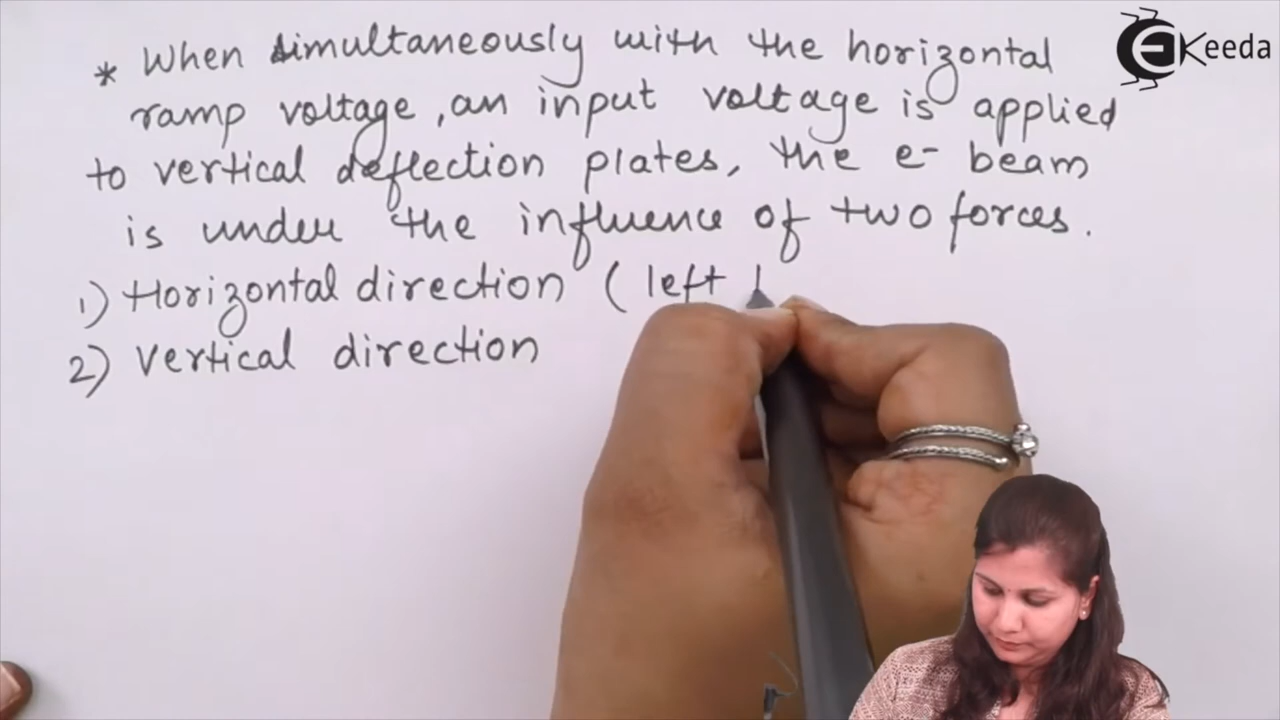 * When simultaneously with the horizontal
ramp voltage, an input voltage is applied
to vertical deflection plates, the e- beam
is under the influence of two forces.
1) Horizontal direction ( left
2) vertical direction
EKeeda